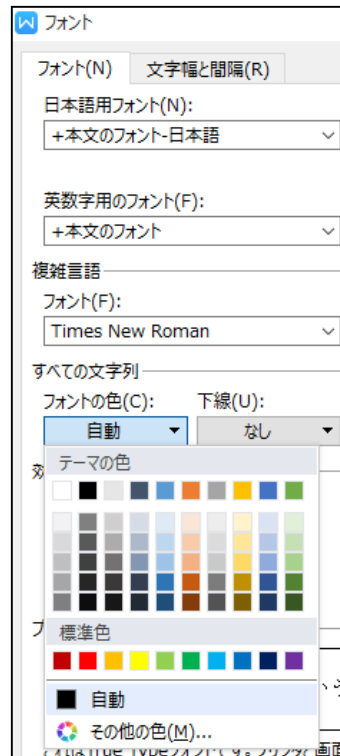 フォント
フォント(N) 文字幅と間隔(R)
日本語用フォント(N):
+本文のフォント-日本語
英数字用のフォント(F):
+本文のフォント
複雑言語
フォント(F):
Times New Roman
すべての文字列
フォントの色(C): 下線(U):
自動 なし
テーマの色
標準色
自動
その他の色(M)...